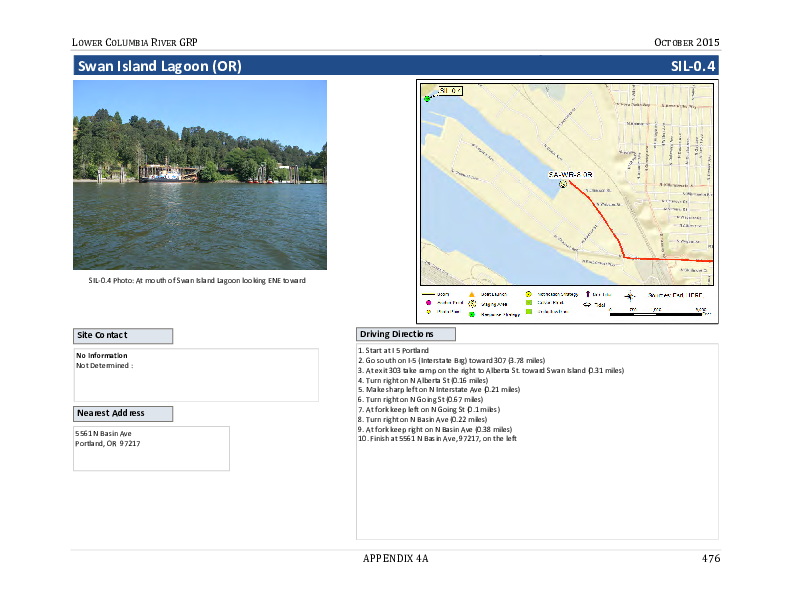 LOWER COLUMBIA RIVER GRP
OCTOBER 2015
Swan Island Lagoon (OR)
SIL-0.4
SIL-0.4
SA-WR-8.0R
Sources: Esri, HERE,
SIL-0.4 Photo: At mouth of Swan Island Lagoon looking ENE toward
Site Contact
No Information
Not Determined :
Nearest Address
5561 N Basin Ave
Portland, OR 97217
Driving Directions
1. Start at I 5 Portland
2. Go south on I-5 (Interstate Brg) toward 307 (3.78 miles)
3. At exit 303 take ramp on the right to Alberta St. toward Swan Island (0.31 miles)
4. Turn right on N Alberta St (0.16 miles)
5. Make sharp left on N Interstate Ave (0.21 miles)
6. Turn right on N Going St (0.67 miles)
7. At fork keep left on N Going St (0.1 miles)
8. Turn right on N Basin Ave (0.22 miles)
9. At fork keep right on N Basin Ave (0.38 miles)
10. Finish at 5561 N Basin Ave, 97217, on the left
APPENDIX 4A
476